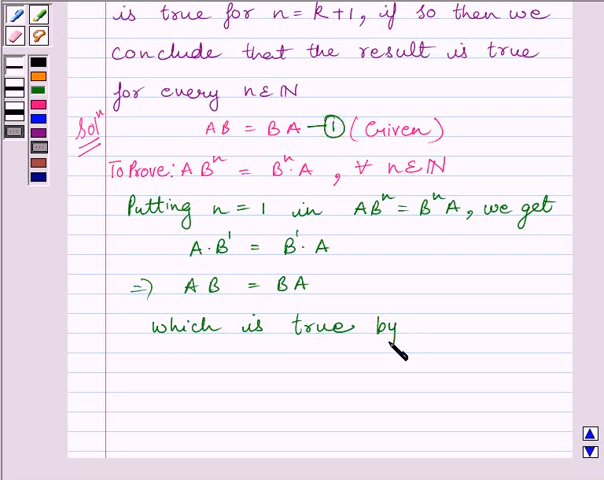 is true for n = k+1, if so then we
conclude that the result is true
for every n ∈ ℕ
Solⁿ AB = BA —① (Given)
To Prove: ABⁿ = Bⁿ·A, ∀ n∈ℕ
Putting n = 1 in ABⁿ = BⁿA, we get
A·B¹ = B¹·A
⇒ AB = BA
which is true by